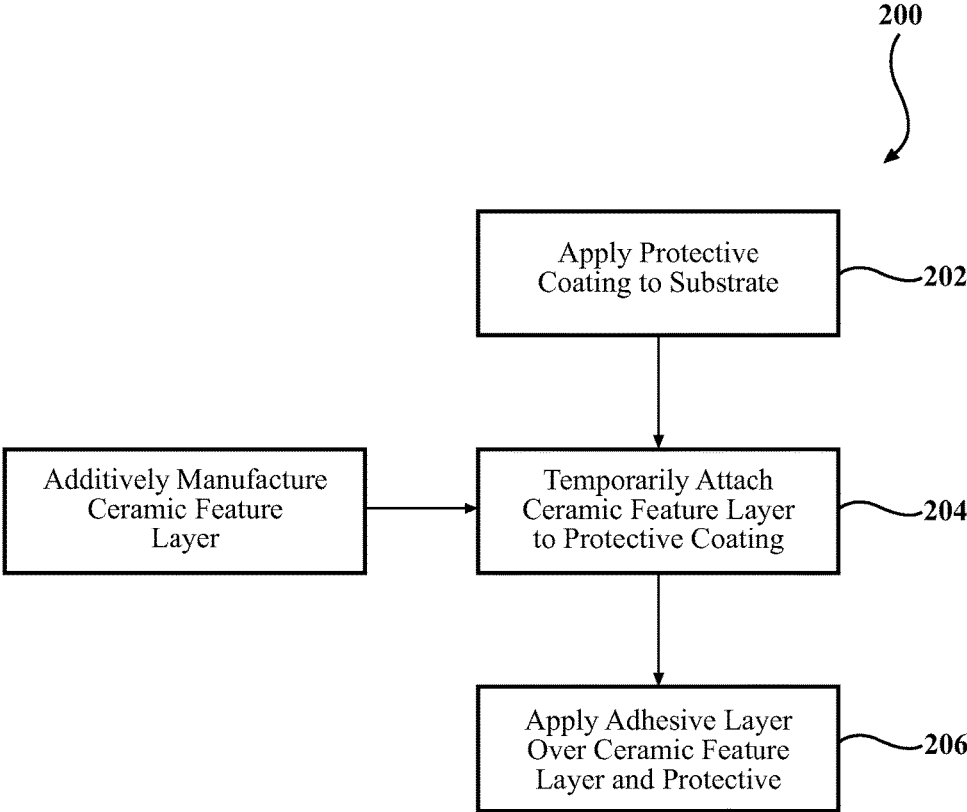 200
Apply Protective
Coating to Substrate
202
Additively Manufacture
Ceramic Feature
Layer
Temporarily Attach
Ceramic Feature Layer
to Protective Coating
204
Apply Adhesive Layer
Over Ceramic Feature
Layer and Protective
206